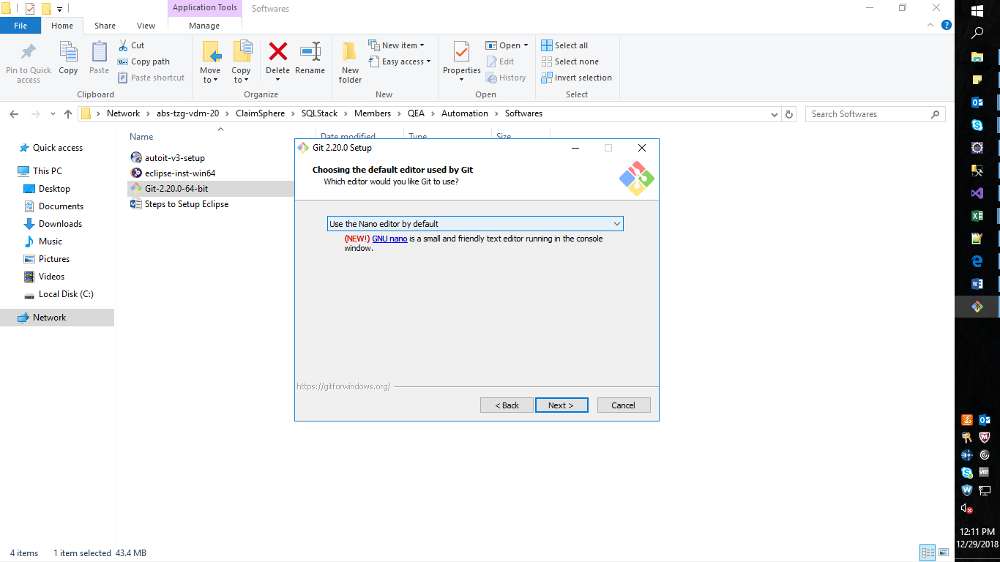 Application Tools
Softwares
File
Home
Share
View
Manage
Pin to Quick access
Copy
Paste
Cut
Copy path
Paste shortcut
Clipboard
Move to
Copy to
Delete
Rename
Organize
New folder
New item
Easy access
New
Properties
Open
Edit
History
Open
Select all
Select none
Invert selection
Select
Network
abs-tzg-vdm-20
ClaimSphere
SQLStack
Members
QEA
Automation
Softwares
Search Softwares
Quick access
This PC
Desktop
Documents
Downloads
Music
Pictures
Videos
Local Disk (C:)
Network
Name
Date modified
Type
Size
autoit-v3-setup
eclipse-inst-win64
Git-2.20.0-64-bit
Steps to Setup Eclipse
Git 2.20.0 Setup
Choosing the default editor used by Git
Which editor would you like Git to use?
Use the Nano editor by default
(NEW!) GNU nano is a small and friendly text editor running in the console
window.
https://gitforwindows.org/
< Back
Next >
Cancel
4 items
1 item selected 43.4 MB
12:11 PM
12/29/2018